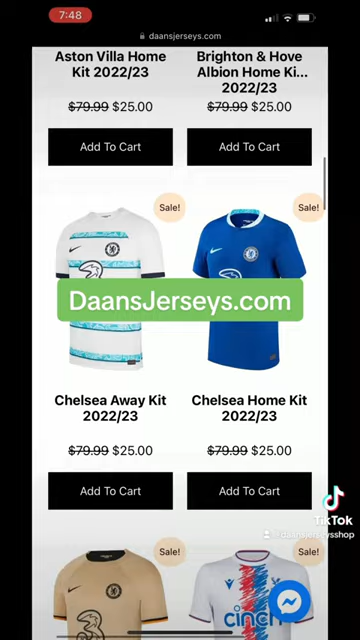 7:48
daansjerseys.com
Aston Villa Home Brighton & Hove
Kit 2022/23 Albion Home Ki...
2022/23
$79.99 $25.00 $79.99 $25.00
Add To Cart Add To Cart
Sale! Sale!
DaansJerseys.com
Chelsea Away Kit Chelsea Home Kit
2022/23 2022/23
$79.99 $25.00 $79.99 $25.00
Add To Cart Add To Cart
TikTok
Sale! Sale!
cinch